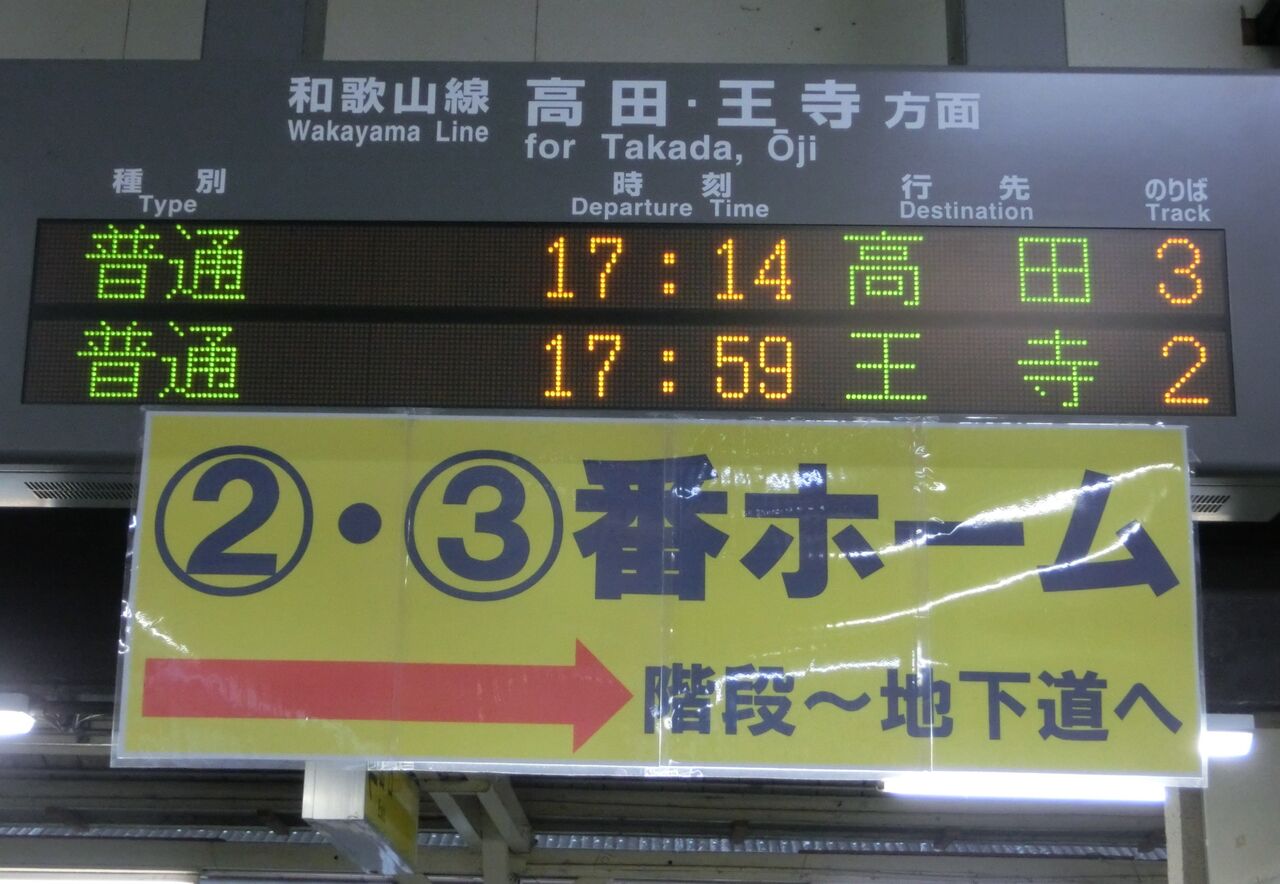 和歌山線 高田・王寺 方面
Wakayama Line for Takada, Ōji
種別 時刻 行先 のりば
Type Departure Time Destination Track
普通 17:14 高田 3
普通 17:59 王寺 2
②・③番ホーム
階段～地下道へ